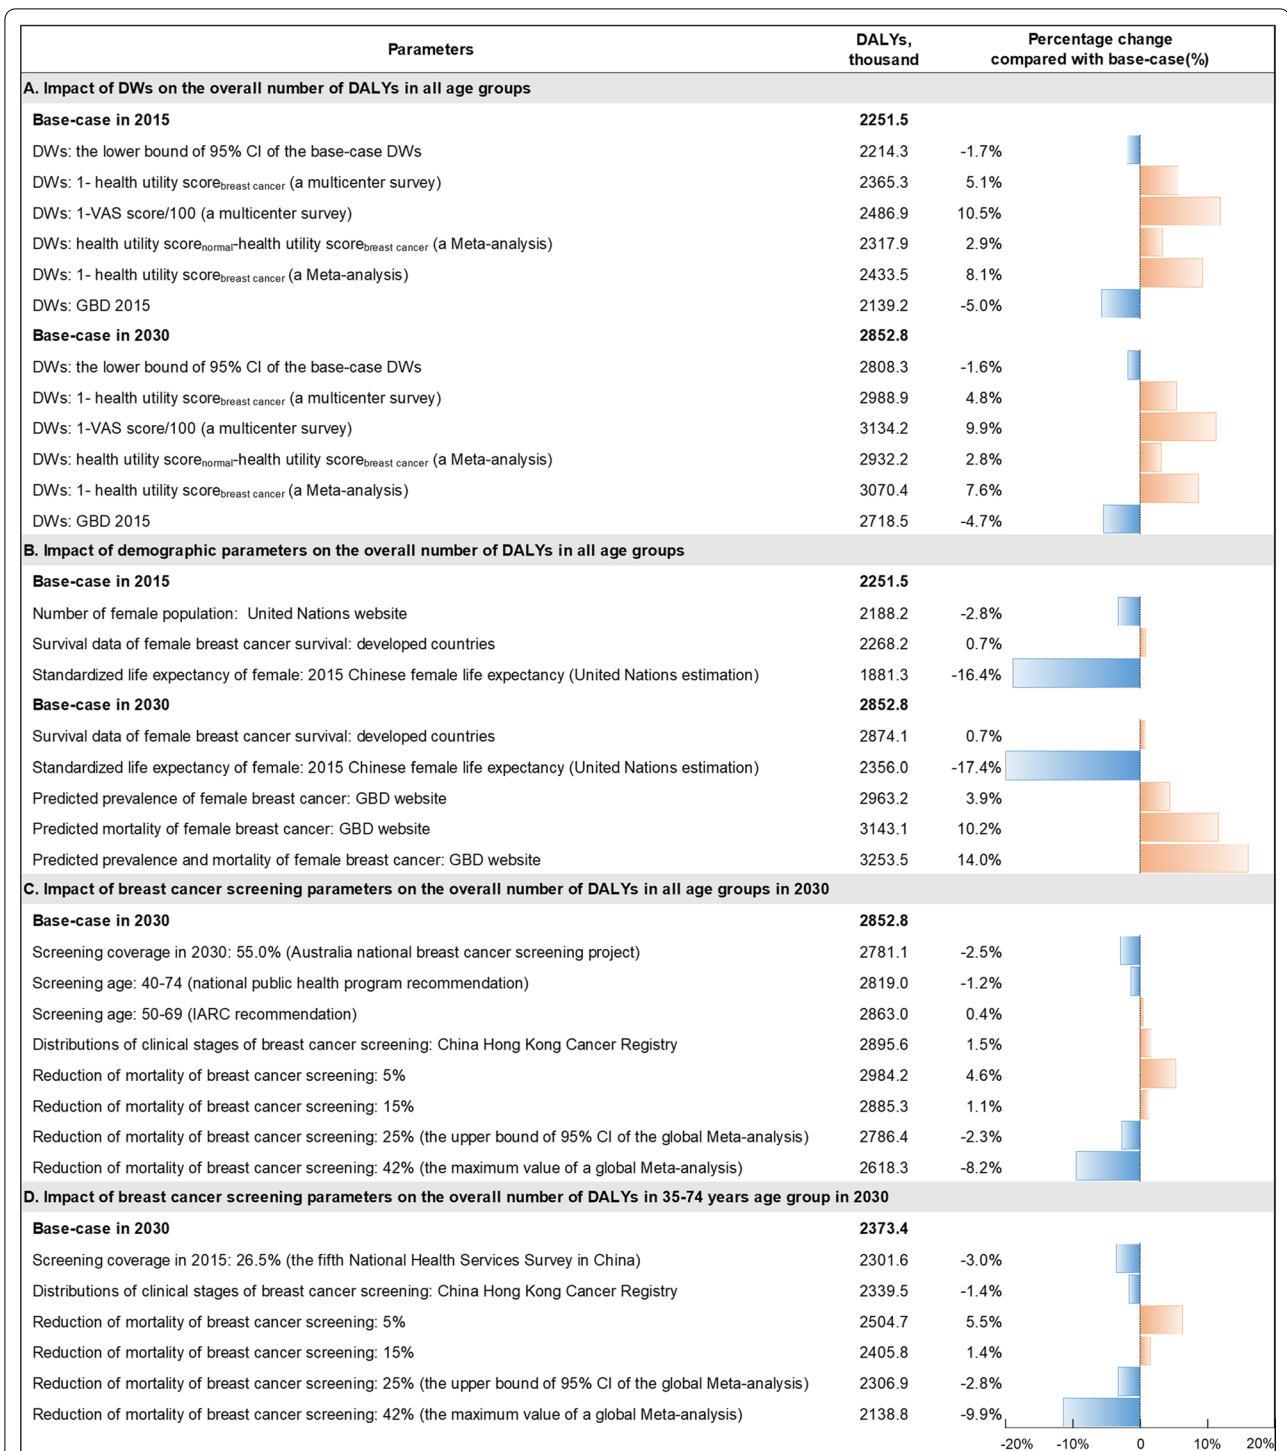 Parameters
DALYs,
thousand
Percentage change
compared with base-case(%)
A. Impact of DWs on the overall number of DALYs in all age groups
Base-case in 2015 2251.5
DWs: the lower bound of 95% CI of the base-case DWs 2214.3 -1.7%
DWs: 1- health utility scorebreast cancer (a multicenter survey) 2365.3 5.1%
DWs: 1-VAS score/100 (a multicenter survey) 2486.9 10.5%
DWs: health utility scorenormal-health utility scorebreast cancer (a Meta-analysis) 2317.9 2.9%
DWs: 1- health utility scorebreast cancer (a Meta-analysis) 2433.5 8.1%
DWs: GBD 2015 2139.2 -5.0%
Base-case in 2030 2852.8
DWs: the lower bound of 95% CI of the base-case DWs 2808.3 -1.6%
DWs: 1- health utility scorebreast cancer (a multicenter survey) 2988.9 4.8%
DWs: 1-VAS score/100 (a multicenter survey) 3134.2 9.9%
DWs: health utility scorenormal-health utility scorebreast cancer (a Meta-analysis) 2932.2 2.8%
DWs: 1- health utility scorebreast cancer (a Meta-analysis) 3070.4 7.6%
DWs: GBD 2015 2718.5 -4.7%
B. Impact of demographic parameters on the overall number of DALYs in all age groups
Base-case in 2015 2251.5
Number of female population: United Nations website 2188.2 -2.8%
Survival data of female breast cancer survival: developed countries 2268.2 0.7%
Standardized life expectancy of female: 2015 Chinese female life expectancy (United Nations estimation) 1881.3 -16.4%
Base-case in 2030 2852.8
Survival data of female breast cancer survival: developed countries 2874.1 0.7%
Standardized life expectancy of female: 2015 Chinese female life expectancy (United Nations estimation) 2356.0 -17.4%
Predicted prevalence of female breast cancer: GBD website 2963.2 3.9%
Predicted mortality of female breast cancer: GBD website 3143.1 10.2%
Predicted prevalence and mortality of female breast cancer: GBD website 3253.5 14.0%
C. Impact of breast cancer screening parameters on the overall number of DALYs in all age groups in 2030
Base-case in 2030 2852.8
Screening coverage in 2030: 55.0% (Australia national breast cancer screening project) 2781.1 -2.5%
Screening age: 40-74 (national public health program recommendation) 2819.0 -1.2%
Screening age: 50-69 (IARC recommendation) 2863.0 0.4%
Distributions of clinical stages of breast cancer screening: China Hong Kong Cancer Registry 2895.6 1.5%
Reduction of mortality of breast cancer screening: 5% 2984.2 4.6%
Reduction of mortality of breast cancer screening: 15% 2885.3 1.1%
Reduction of mortality of breast cancer screening: 25% (the upper bound of 95% CI of the global Meta-analysis) 2786.4 -2.3%
Reduction of mortality of breast cancer screening: 42% (the maximum value of a global Meta-analysis) 2618.3 -8.2%
D. Impact of breast cancer screening parameters on the overall number of DALYs in 35-74 years age group in 2030
Base-case in 2030 2373.4
Screening coverage in 2015: 26.5% (the fifth National Health Services Survey in China) 2301.6 -3.0%
Distributions of clinical stages of breast cancer screening: China Hong Kong Cancer Registry 2339.5 -1.4%
Reduction of mortality of breast cancer screening: 5% 2504.7 5.5%
Reduction of mortality of breast cancer screening: 15% 2405.8 1.4%
Reduction of mortality of breast cancer screening: 25% (the upper bound of 95% CI of the global Meta-analysis) 2306.9 -2.8%
Reduction of mortality of breast cancer screening: 42% (the maximum value of a global Meta-analysis) 2138.8 -9.9%
-20% -10% 0 10% 20%